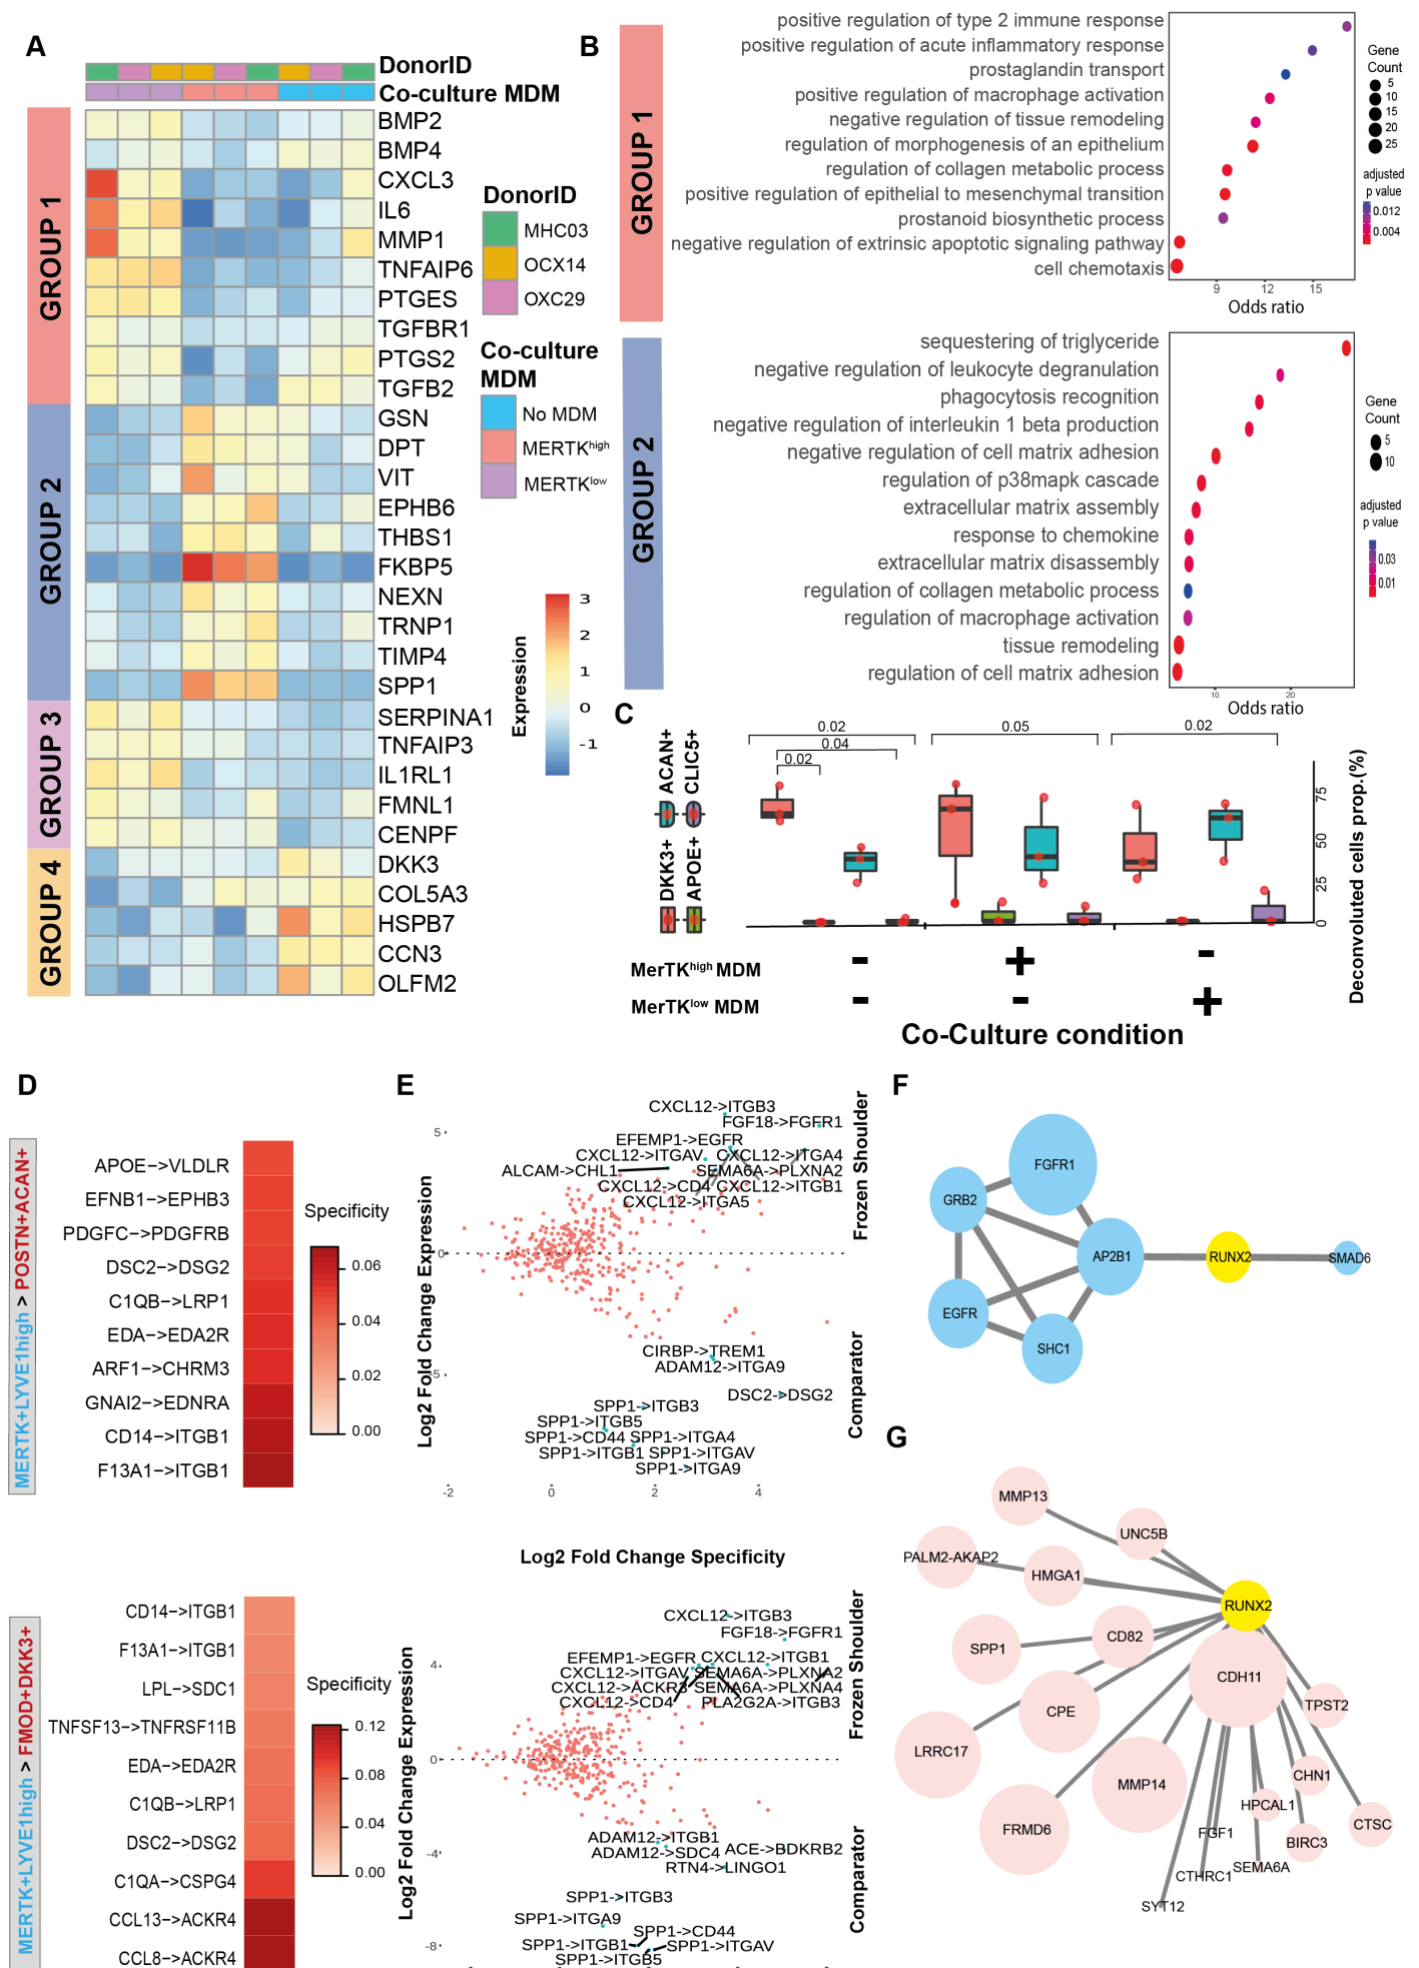 A
DonorID
Co-culture MDM
GROUP 1
BMP2
BMP4
CXCL3
IL6
MMP1
TNFAIP6
PTGES
TGFBR1
PTGS2
TGFB2
GROUP 2
GSN
DPT
VIT
EPHB6
THBS1
FKBP5
NEXN
TRNP1
TIMP4
SPP1
GROUP 3
SERPINA1
TNFAIP3
IL1RL1
FMNL1
CENPF
GROUP 4
DKK3
COL5A3
HSPB7
CCN3
OLFM2
DonorID
MHC03
OCX14
OXC29
Co-culture
MDM
No MDM
MERTKhigh
MERTKlow
Expression
3
2
1
0
-1
B
GROUP 1
positive regulation of type 2 immune response
positive regulation of acute inflammatory response
prostaglandin transport
positive regulation of macrophage activation
negative regulation of tissue remodeling
regulation of morphogenesis of an epithelium
regulation of collagen metabolic process
positive regulation of epithelial to mesenchymal transition
prostanoid biosynthetic process
negative regulation of extrinsic apoptotic signaling pathway
cell chemotaxis
9 12 15
Odds ratio
Gene
Count
5
10
15
20
25
adjusted
p value
0.012
0.004
GROUP 2
sequestering of triglyceride
negative regulation of leukocyte degranulation
phagocytosis recognition
negative regulation of interleukin 1 beta production
negative regulation of cell matrix adhesion
regulation of p38mapk cascade
extracellular matrix assembly
response to chemokine
extracellular matrix disassembly
regulation of collagen metabolic process
regulation of macrophage activation
tissue remodeling
regulation of cell matrix adhesion
10 20
Odds ratio
Gene
Count
5
10
adjusted
p value
0.03
0.01
C
ACAN+
CLIC5+
DKK3+
APOE+
0.02
0.04
0.02
0.05
0.02
75
50
25
0
Deconvoluted cells prop.(%)
MerTKhigh MDM - + -
MerTKlow MDM - - +
Co-Culture condition
D
MERTK+LYVE1high > POSTN+ACAN+
APOE->VLDLR
EFNB1->EPHB3
PDGFC->PDGFRB
DSC2->DSG2
C1QB->LRP1
EDA->EDA2R
ARF1->CHRM3
GNAI2->EDNRA
CD14->ITGB1
F13A1->ITGB1
Specificity
0.06
0.04
0.02
0.00
MERTK+LYVE1high > FMOD+DKK3+
CD14->ITGB1
F13A1->ITGB1
LPL->SDC1
TNFSF13->TNFRSF11B
EDA->EDA2R
C1QB->LRP1
DSC2->DSG2
C1QA->CSPG4
CCL13->ACKR4
CCL8->ACKR4
Specificity
0.12
0.08
0.04
0.00
E
Log2 Fold Change Expression
5
0
-5
CXCL12->ITGB3
FGF18->FGFR1
EFEMP1->EGFR
CXCL12->ITGAV CXCL12->ITGA4
ALCAM->CHL1 SEMA6A->PLXNA2
CXCL12->CD4 CXCL12->ITGB1
CXCL12->ITGA5
CIRBP->TREM1
ADAM12->ITGA9
DSC2->DSG2
SPP1->ITGB3
SPP1->ITGB5
SPP1->CD44 SPP1->ITGA4
SPP1->ITGB1 SPP1->ITGAV
SPP1->ITGA9
-2 0 2 4
Log2 Fold Change Specificity
Frozen Shoulder
Comparator
Log2 Fold Change Expression
4
0
-4
-8
CXCL12->ITGB3
FGF18->FGFR1
EFEMP1->EGFR CXCL12->ITGB1
CXCL12->ITGAV SEMA6A->PLXNA2
CXCL12->ACKR3 SEMA6A->PLXNA4
CXCL12->CD4 PLA2G2A->ITGB3
ADAM12->ITGB1
ADAM12->SDC4 ACE->BDKRB2
RTN4->LINGO1
SPP1->ITGB3
SPP1->ITGA9
SPP1->CD44
SPP1->ITGB1 SPP1->ITGAV
SPP1->ITGB5
Frozen Shoulder
Comparator
F
FGFR1
GRB2
AP2B1
RUNX2
SMAD6
EGFR
SHC1
G
MMP13
UNC5B
PALM2-AKAP2
HMGA1
RUNX2
SPP1
CD82
CDH11
CPE
TPST2
LRRC17
MMP14
CHN1
HPCAL1
FRMD6
FGF1
BIRC3
CTSC
SEMA6A
CTHRC1
SYT12